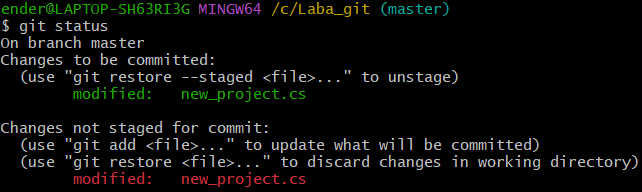 ender@LAPTOP-SH63RI3G MINGW64 /c/Laba_git (master)
$ git status
On branch master
Changes to be committed:
  (use "git restore --staged <file>..." to unstage)
        modified:   new_project.cs

Changes not staged for commit:
  (use "git add <file>..." to update what will be committed)
  (use "git restore <file>..." to discard changes in working directory)
        modified:   new_project.cs